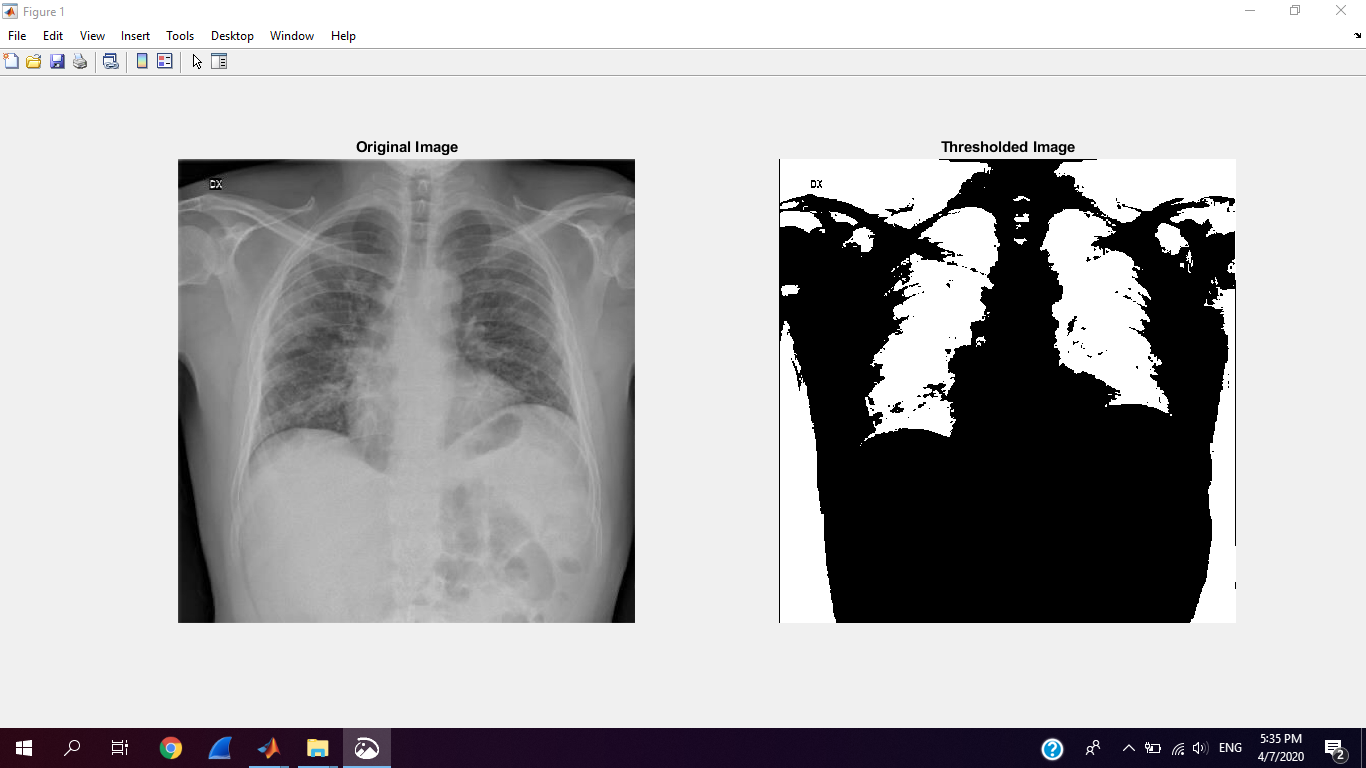 Figure 1
File Edit View Insert Tools Desktop Window Help
Original Image
Thresholded Image
DX
DX
ENG
5:35 PM
4/7/2020
2